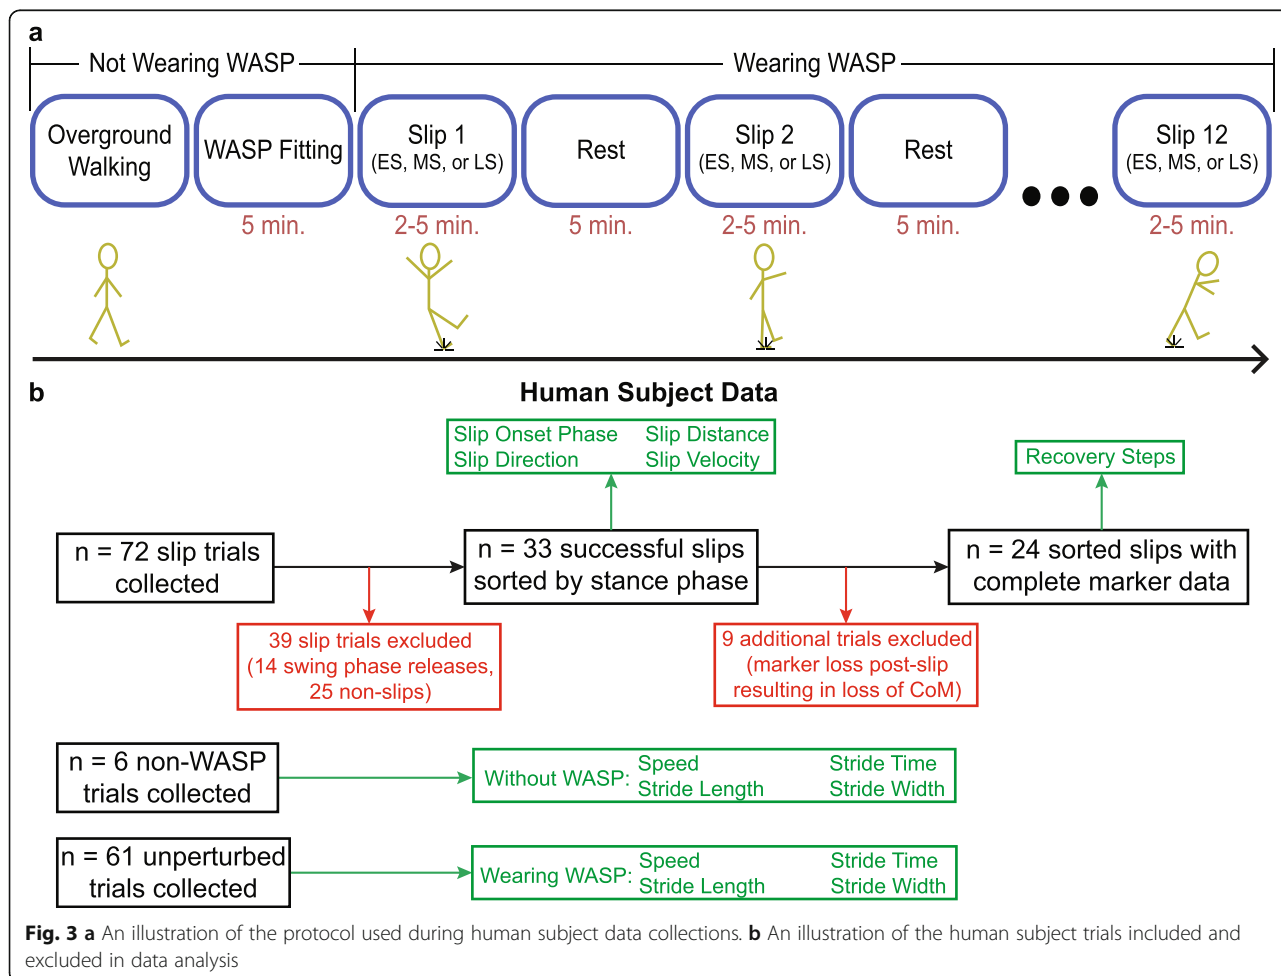 a
Not Wearing WASP
Wearing WASP
Overground
Walking
WASP Fitting
Slip 1
(ES, MS, or LS)
Rest
Slip 2
(ES, MS, or LS)
Rest
Slip 12
(ES, MS, or LS)
5 min.
2-5 min.
5 min.
2-5 min.
5 min.
2-5 min.
b
Human Subject Data
Slip Onset Phase Slip Distance
Slip Direction Slip Velocity
Recovery Steps
n = 72 slip trials
collected
n = 33 successful slips
sorted by stance phase
n = 24 sorted slips with
complete marker data
39 slip trials excluded
(14 swing phase releases,
25 non-slips)
9 additional trials excluded
(marker loss post-slip
resulting in loss of CoM)
n = 6 non-WASP
trials collected
Without WASP: Speed Stride Time
Stride Length Stride Width
n = 61 unperturbed
trials collected
Wearing WASP: Speed Stride Time
Stride Length Stride Width
Fig. 3 a An illustration of the protocol used during human subject data collections. b An illustration of the human subject trials included and
excluded in data analysis